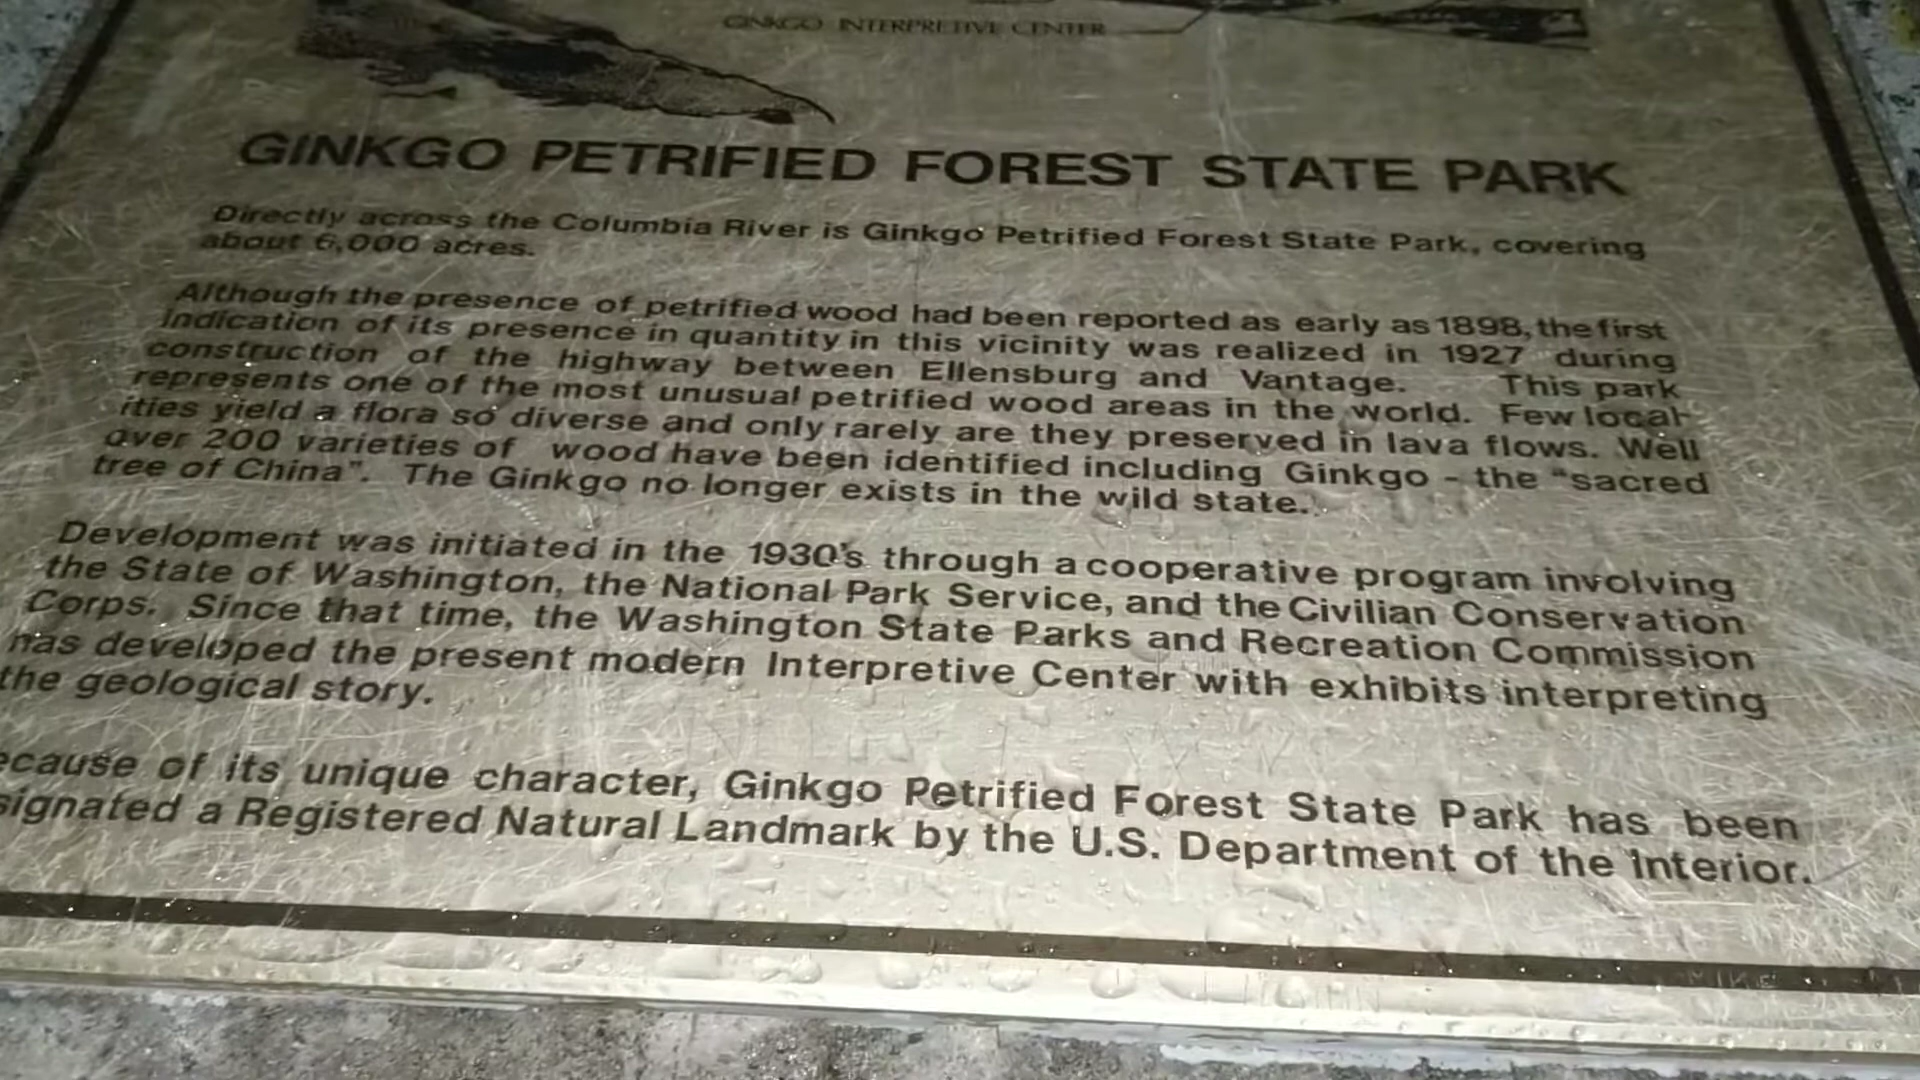 GINKGO INTERPRETIVE CENTER
GINKGO PETRIFIED FOREST STATE PARK
Directly across the Columbia River is Ginkgo Petrified Forest State Park, covering
about 6,000 acres.
Although the presence of petrified wood had been reported as early as 1898, the first
indication of its presence in quantity in this vicinity was realized in 1927 during
construction of the highway between Ellensburg and Vantage. This park
represents one of the most unusual petrified wood areas in the world. Few local-
ities yield a flora so diverse and only rarely are they preserved in lava flows. Well
over 200 varieties of wood have been identified including Ginkgo - the "sacred
tree of China". The Ginkgo no longer exists in the wild state.
Development was initiated in the 1930's through a cooperative program involving
the State of Washington, the National Park Service, and the Civilian Conservation
Corps. Since that time, the Washington State Parks and Recreation Commission
has developed the present modern Interpretive Center with exhibits interpreting
the geological story.
ecause of its unique character, Ginkgo Petrified Forest State Park has been
signated a Registered Natural Landmark by the U.S. Department of the Interior.
MIKE